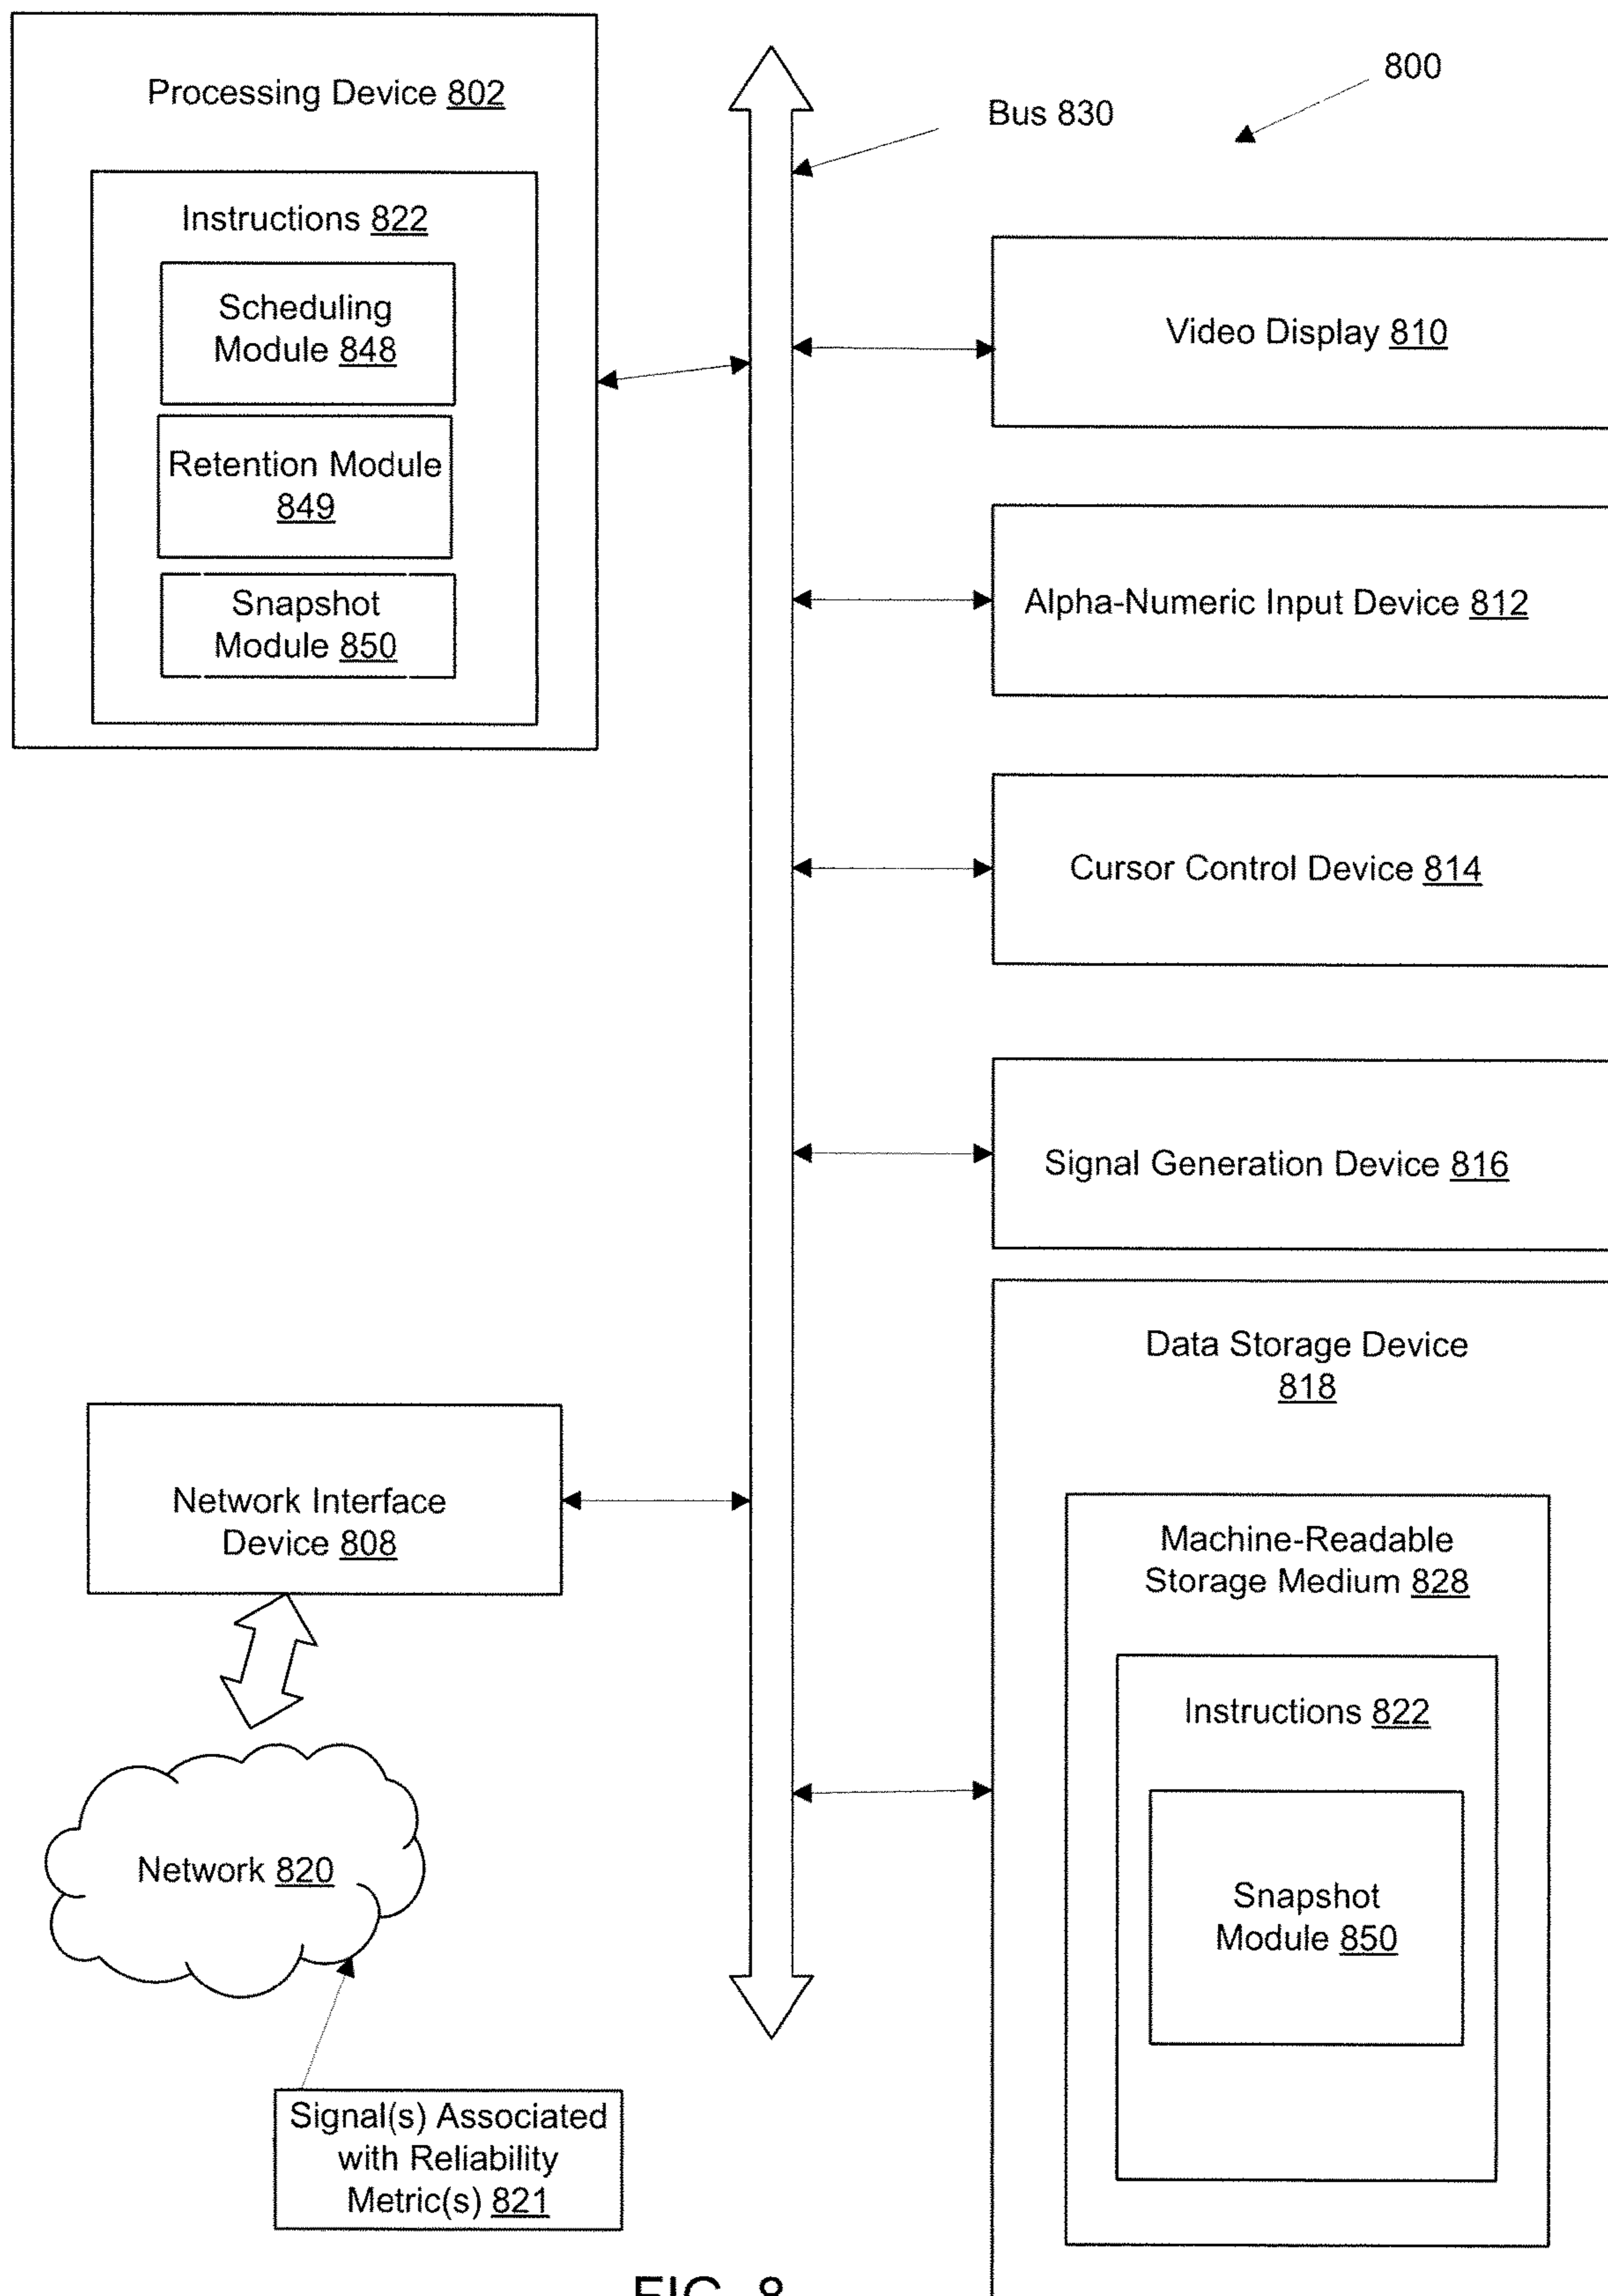 Processing Device 802
Instructions 822
Scheduling
Module 848
Retention Module
849
Snapshot
Module 850
Bus 830
800
Video Display 810
Alpha-Numeric Input Device 812
Cursor Control Device 814
Signal Generation Device 816
Data Storage Device
818
Machine-Readable
Storage Medium 828
Instructions 822
Snapshot
Module 850
Network Interface
Device 808
Network 820
Signal(s) Associated
with Reliability
Metric(s) 821
FIG. 8